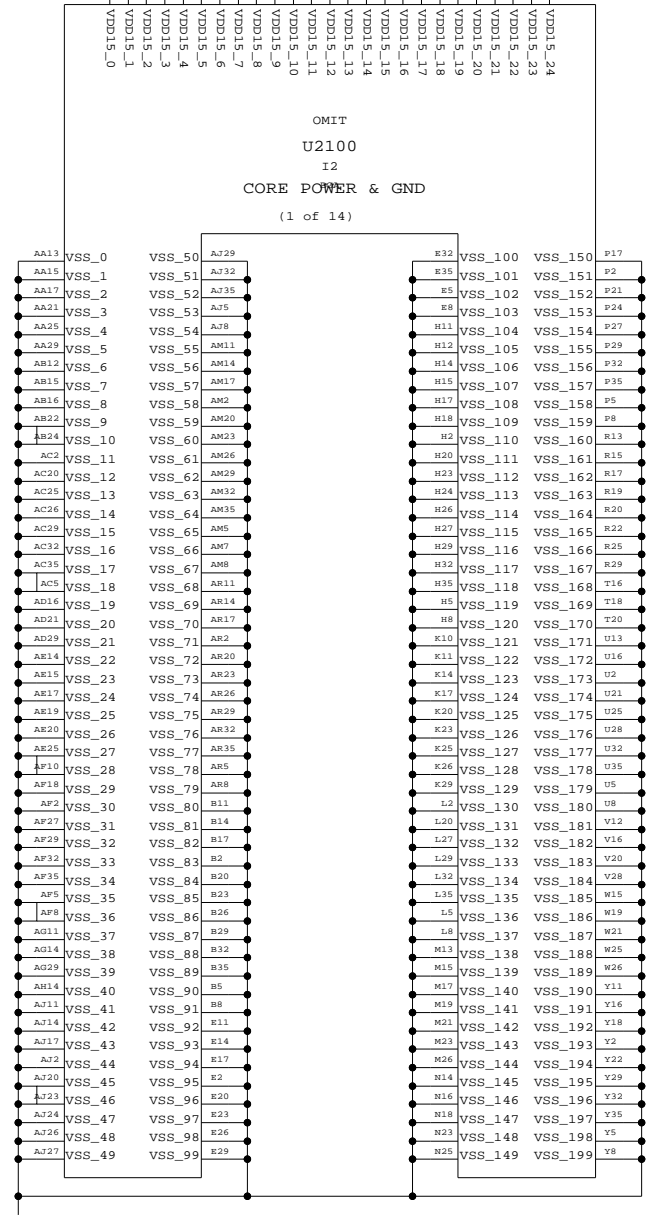 VDD15_0
VDD15_1
VDD15_2
VDD15_3
VDD15_4
VDD15_5
VDD15_6
VDD15_7
VDD15_8
VDD15_9
VDD15_10
VDD15_11
VDD15_12
VDD15_13
VDD15_14
VDD15_15
VDD15_16
VDD15_17
VDD15_18
VDD15_19
VDD15_20
VDD15_21
VDD15_22
VDD15_23
VDD15_24
OMIT
U2100
I2
CORE POWER & GND
(1 of 14)
AA13 VSS_0 VSS_50 AJ29 E32 VSS_100 VSS_150 P17
AA15 VSS_1 VSS_51 AJ32 E35 VSS_101 VSS_151 P2
AA17 VSS_2 VSS_52 AJ35 E5 VSS_102 VSS_152 P21
AA21 VSS_3 VSS_53 AJ5 E8 VSS_103 VSS_153 P24
AA25 VSS_4 VSS_54 AJ8 H11 VSS_104 VSS_154 P27
AA29 VSS_5 VSS_55 AM11 H12 VSS_105 VSS_155 P29
AB12 VSS_6 VSS_56 AM14 H14 VSS_106 VSS_156 P32
AB15 VSS_7 VSS_57 AM17 H15 VSS_107 VSS_157 P35
AB16 VSS_8 VSS_58 AM2 H17 VSS_108 VSS_158 P5
AB22 VSS_9 VSS_59 AM20 H18 VSS_109 VSS_159 P8
AB24 VSS_10 VSS_60 AM23 H2 VSS_110 VSS_160 R13
AC2 VSS_11 VSS_61 AM26 H20 VSS_111 VSS_161 R15
AC20 VSS_12 VSS_62 AM29 H23 VSS_112 VSS_162 R17
AC25 VSS_13 VSS_63 AM32 H24 VSS_113 VSS_163 R19
AC26 VSS_14 VSS_64 AM35 H26 VSS_114 VSS_164 R20
AC29 VSS_15 VSS_65 AM5 H27 VSS_115 VSS_165 R22
AC32 VSS_16 VSS_66 AM7 H29 VSS_116 VSS_166 R25
AC35 VSS_17 VSS_67 AM8 H32 VSS_117 VSS_167 R29
AC5 VSS_18 VSS_68 AR11 H35 VSS_118 VSS_168 T16
AD16 VSS_19 VSS_69 AR14 H5 VSS_119 VSS_169 T18
AD21 VSS_20 VSS_70 AR17 H8 VSS_120 VSS_170 T20
AD29 VSS_21 VSS_71 AR2 K10 VSS_121 VSS_171 U13
AE14 VSS_22 VSS_72 AR20 K11 VSS_122 VSS_172 U16
AE15 VSS_23 VSS_73 AR23 K14 VSS_123 VSS_173 U2
AE17 VSS_24 VSS_74 AR26 K17 VSS_124 VSS_174 U21
AE19 VSS_25 VSS_75 AR29 K20 VSS_125 VSS_175 U25
AE20 VSS_26 VSS_76 AR32 K23 VSS_126 VSS_176 U28
AE25 VSS_27 VSS_77 AR35 K25 VSS_127 VSS_177 U32
AF10 VSS_28 VSS_78 AR5 K26 VSS_128 VSS_178 U35
AF18 VSS_29 VSS_79 AR8 K29 VSS_129 VSS_179 U5
AF2 VSS_30 VSS_80 B11 L2 VSS_130 VSS_180 U8
AF27 VSS_31 VSS_81 B14 L20 VSS_131 VSS_181 V12
AF29 VSS_32 VSS_82 B17 L27 VSS_132 VSS_182 V16
AF32 VSS_33 VSS_83 B2 L29 VSS_133 VSS_183 V20
AF35 VSS_34 VSS_84 B20 L32 VSS_134 VSS_184 V28
AF5 VSS_35 VSS_85 B23 L35 VSS_135 VSS_185 W15
AF8 VSS_36 VSS_86 B26 L5 VSS_136 VSS_186 W19
AG11 VSS_37 VSS_87 B29 L8 VSS_137 VSS_187 W21
AG14 VSS_38 VSS_88 B32 M13 VSS_138 VSS_188 W25
AG29 VSS_39 VSS_89 B35 M15 VSS_139 VSS_189 W26
AH14 VSS_40 VSS_90 B5 M17 VSS_140 VSS_190 Y11
AJ11 VSS_41 VSS_91 B8 M19 VSS_141 VSS_191 Y16
AJ14 VSS_42 VSS_92 E11 M21 VSS_142 VSS_192 Y18
AJ17 VSS_43 VSS_93 E14 M23 VSS_143 VSS_193 Y2
AJ2 VSS_44 VSS_94 E17 M26 VSS_144 VSS_194 Y22
AJ20 VSS_45 VSS_95 E2 N14 VSS_145 VSS_195 Y29
AJ23 VSS_46 VSS_96 E20 N16 VSS_146 VSS_196 Y32
AJ24 VSS_47 VSS_97 E23 N18 VSS_147 VSS_197 Y35
AJ26 VSS_48 VSS_98 E26 N23 VSS_148 VSS_198 Y5
AJ27 VSS_49 VSS_99 E29 N25 VSS_149 VSS_199 Y8